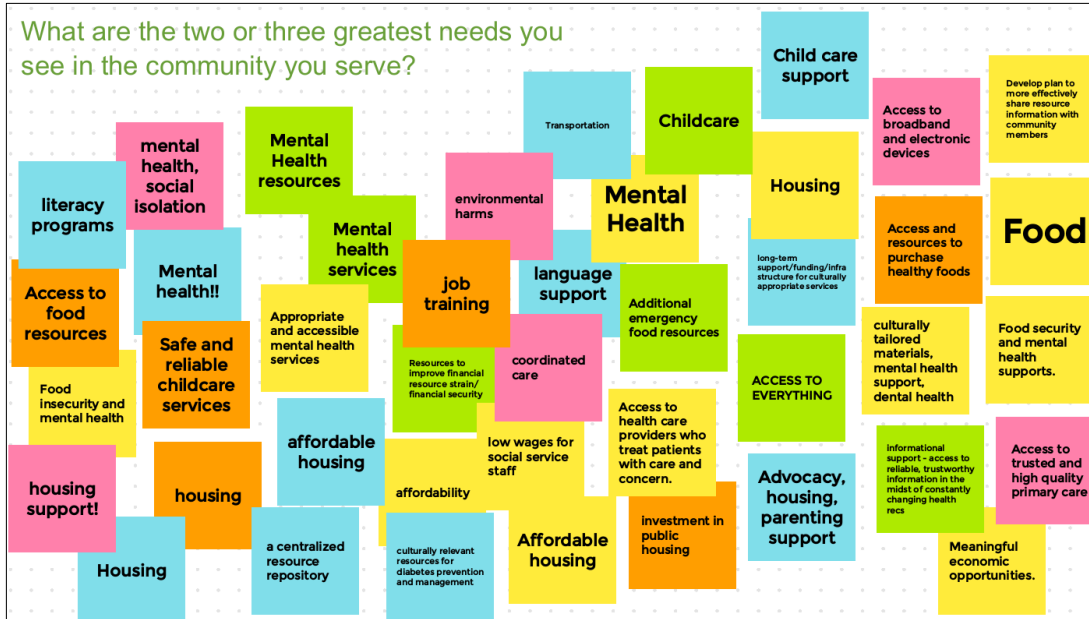 What are the two or three greatest needs you
see in the community you serve?
Child care
support
Develop plan to
more effectively
share resource
information with
community
members
Access to
broadband
and electronic
devices
Childcare
Transportation
Mental
Health
resources
mental
health,
social
isolation
literacy
programs
environmental
harms
Mental
Health
Housing
Food
Access and
resources to
purchase
healthy foods
Mental
health
services
Mental
health!!
job
training
language
support
long-term
support/funding/infra
structure for culturally
appropriate services
Access to
food
resources
Appropriate
and accessible
mental health
services
Additional
emergency
food resources
culturally
tailored
materials,
mental health
support,
dental health
Food security
and mental
health
supports.
Safe and
reliable
childcare
services
Resources to
improve financial
resource strain/
financial security
coordinated
care
ACCESS TO
EVERYTHING
Food
insecurity and
mental health
affordable
housing
low wages for
social service
staff
Access to
health care
providers who
treat patients
with care and
concern.
informational
support - access to
reliable, trustworthy
information in the
midst of constantly
changing health
recs
Access to
trusted and
high quality
primary care
housing
support!
housing
affordability
Advocacy,
housing,
parenting
support
investment in
public
housing
Housing
a centralized
resource
repository
culturally relevant
resources for
diabetes prevention
and management
Affordable
housing
Meaningful
economic
opportunities.